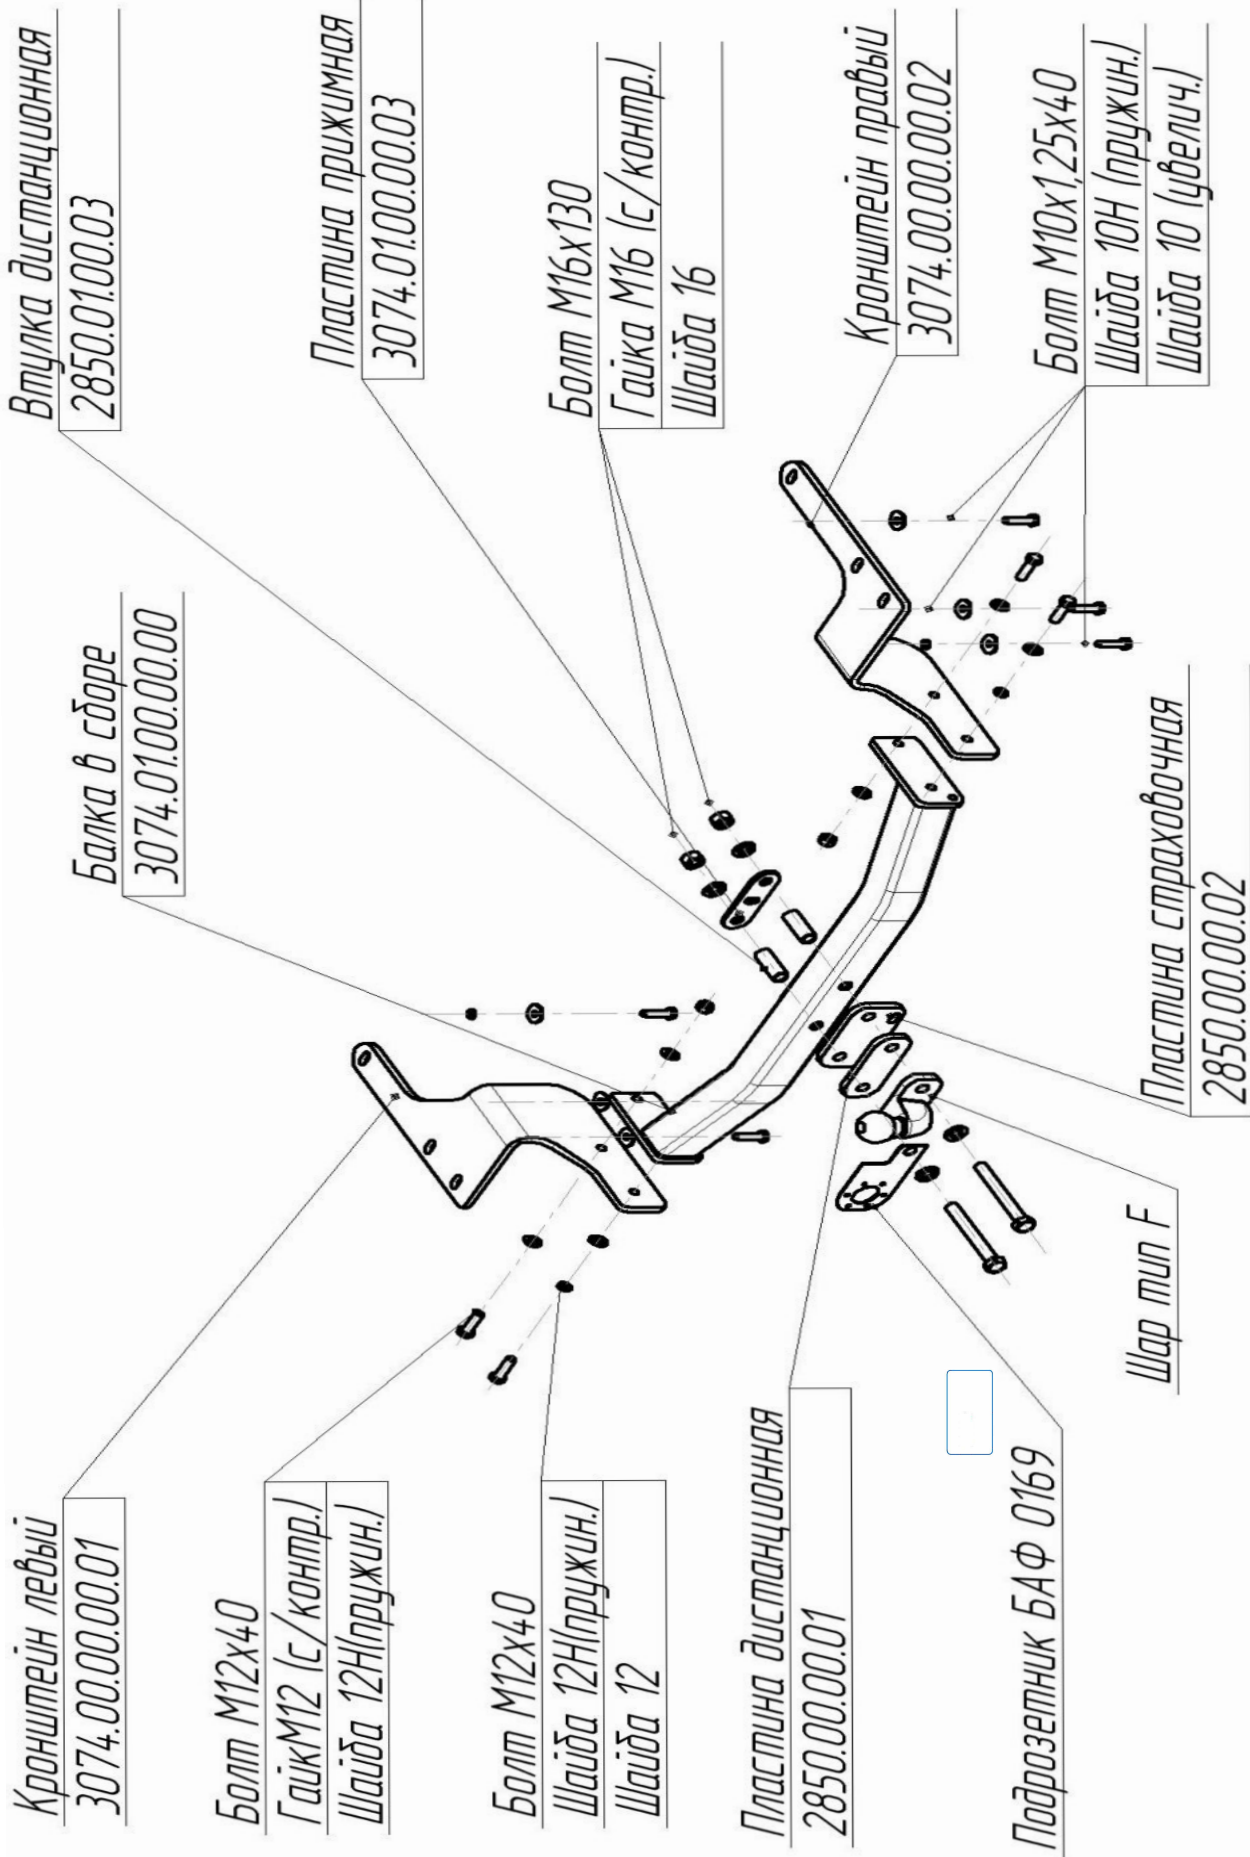 Кронштейн левый
3074.00.00.00.01
Болт М12х40
ГайкМ12 (с/контр.)
Шайба 12Н(пружин.)
Болт М12х40
Шайба 12Н(пружин.)
Шайба 12
Пластина дистанционная
2850.00.00.01
Подрозетник БАФ 0169
Шар тип F
Балка в сборе
3074.01.00.00.00
Пластина страховочная
2850.00.00.02
Втулка дистанционная
2850.01.00.03
Пластина прижимная
3074.01.00.00.03
Болт М16х130
Гайка М16 (с/контр.)
Шайба 16
Кронштейн правый
3074.00.00.00.02
Болт М10х1,25х40
Шайба 10Н (пружин.)
Шайба 10 (увелич.)